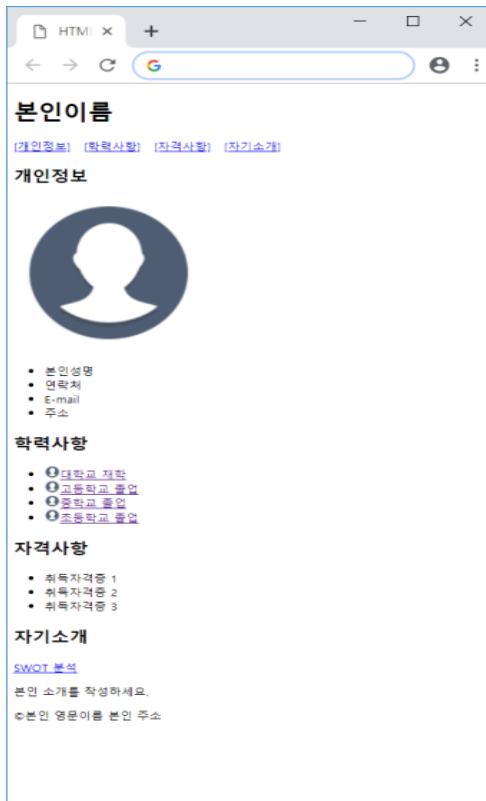 HTMl
본인이름
[개인정보] [학력사항] [자격사항] [자기소개]
개인정보
본인성명
연락처
E-mail
주소
학력사항
대학교 재학
고등학교 졸업
중학교 졸업
초등학교 졸업
자격사항
취득자격증 1
취득자격증 2
취득자격증 3
자기소개
SWOT 분석
본인 소개를 작성하세요.
©본인 영문이름 본인 주소